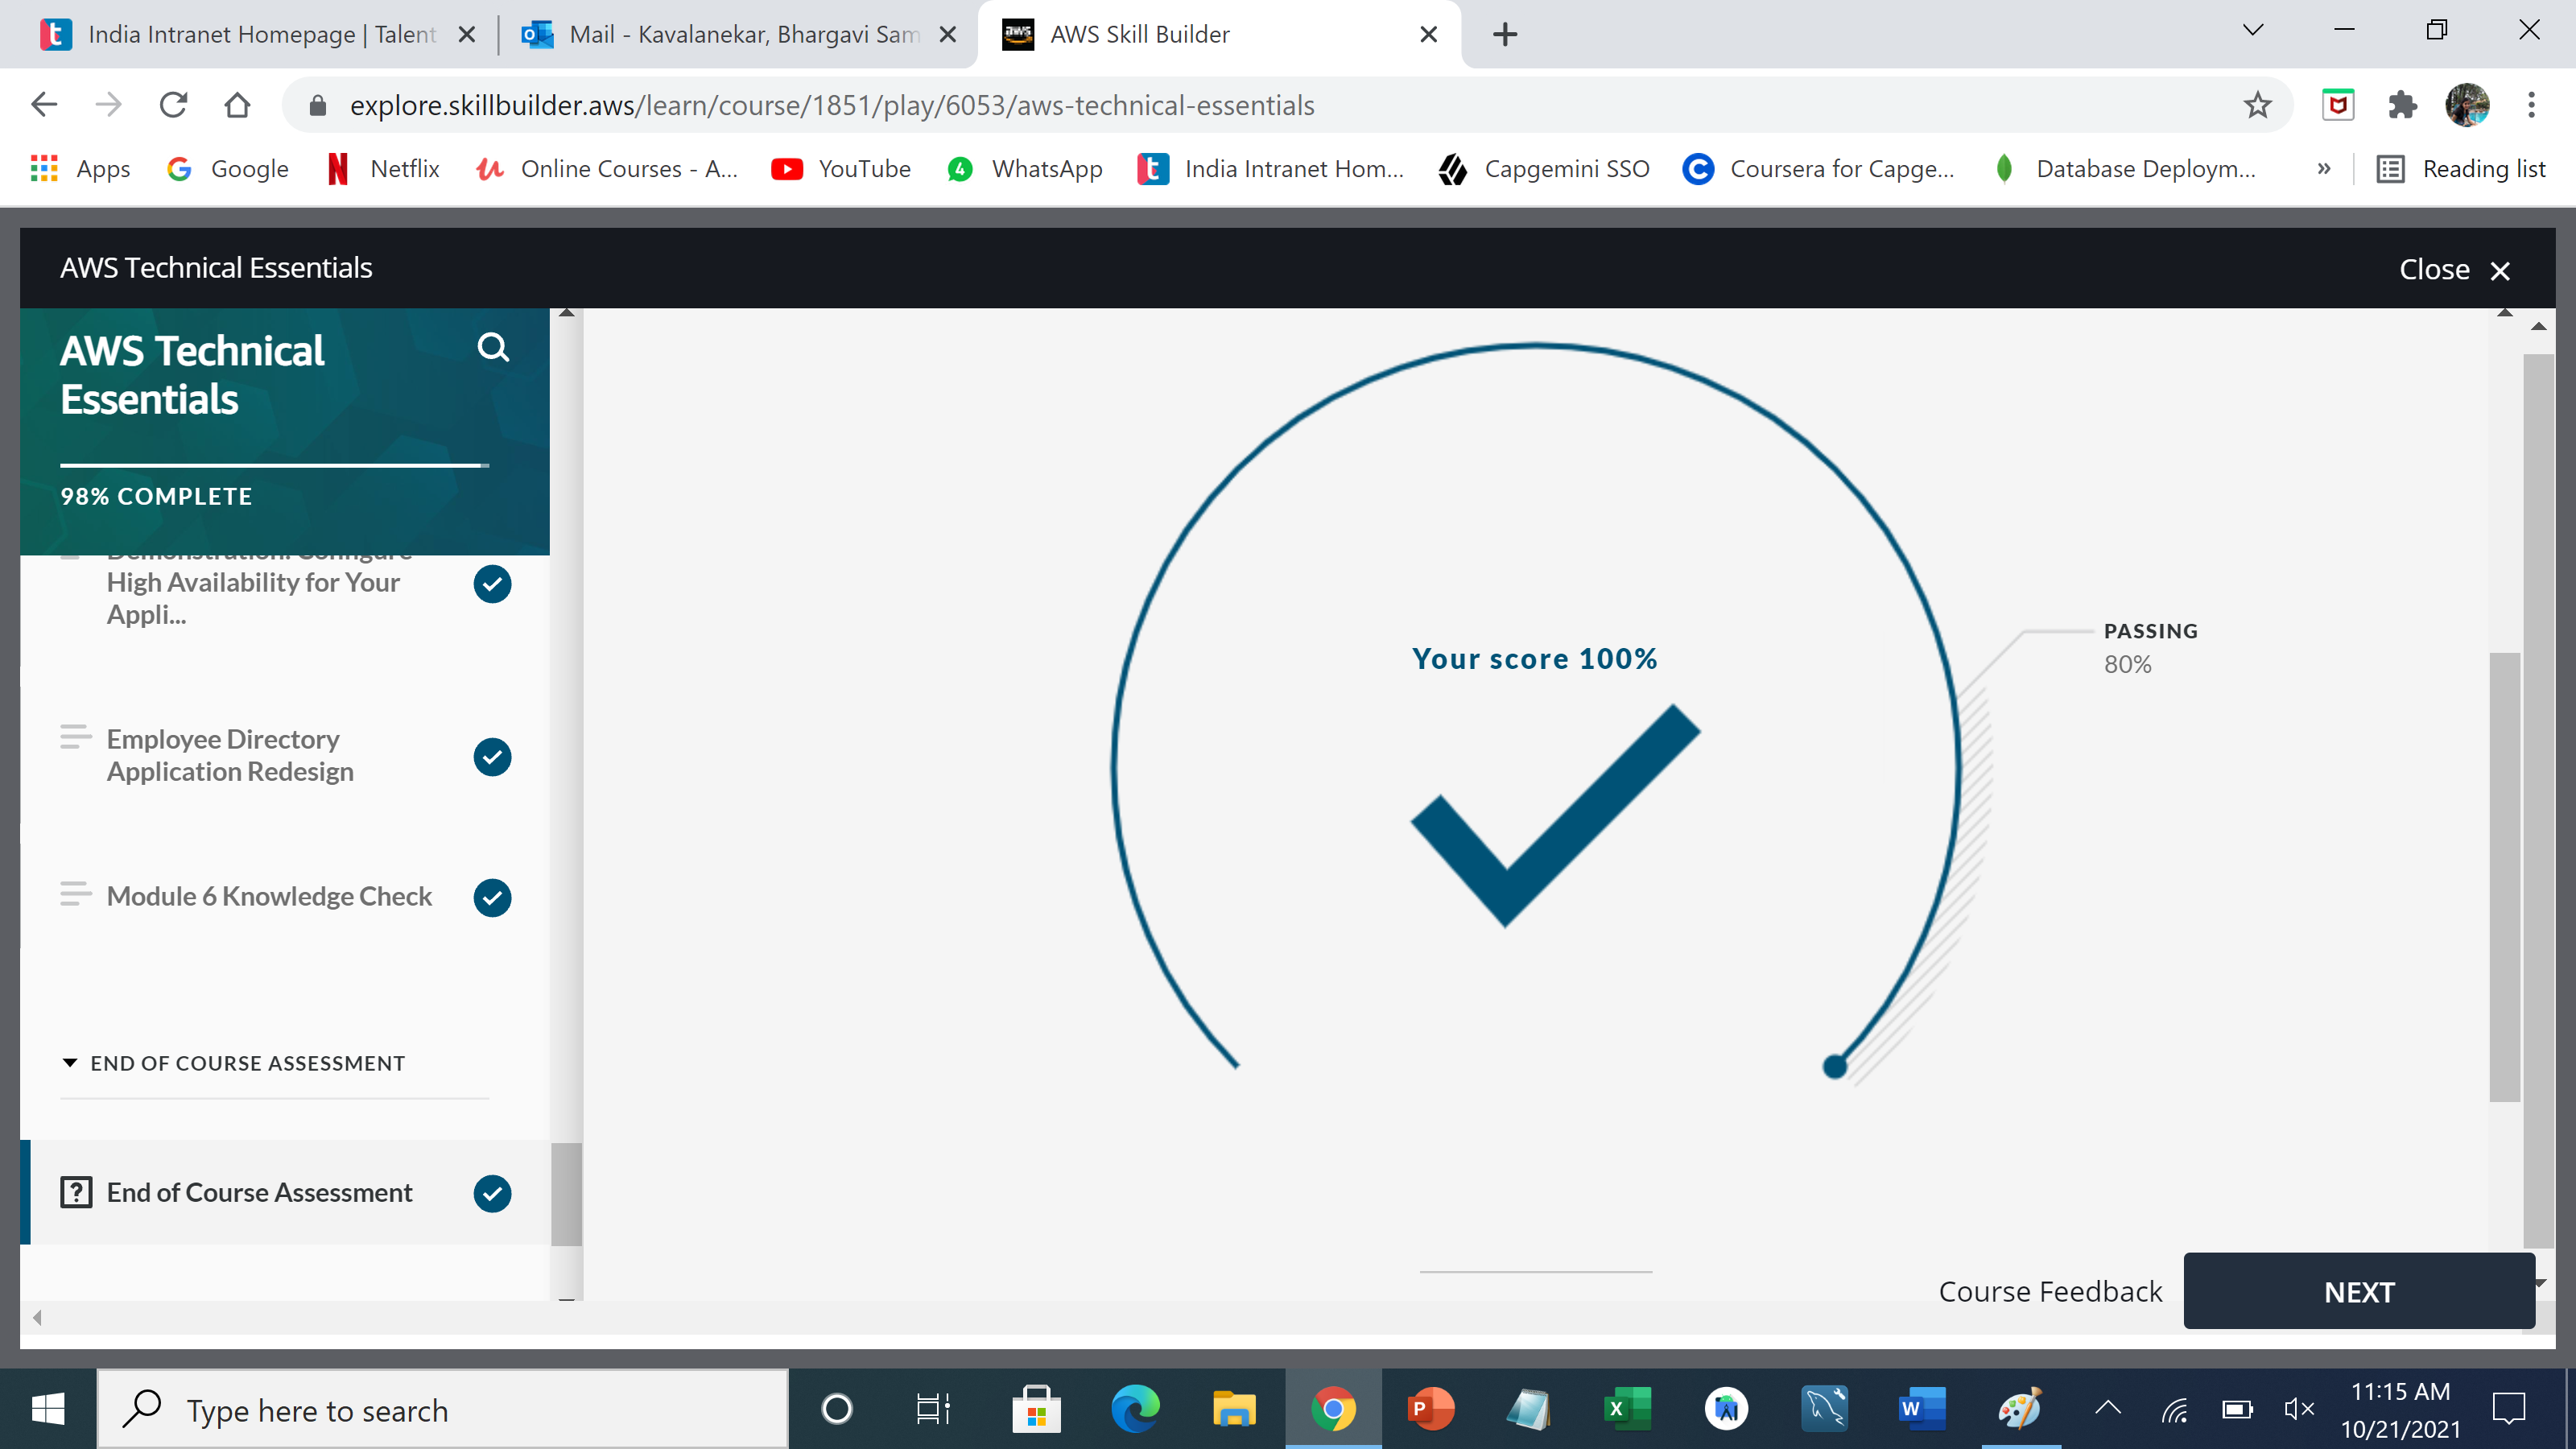 India Intranet Homepage | Talent
Mail - Kavalanekar, Bhargavi Sam
AWS Skill Builder
explore.skillbuilder.aws/learn/course/1851/play/6053/aws-technical-essentials
Apps
Google
Netflix
Online Courses - A...
YouTube
4
WhatsApp
India Intranet Hom...
Capgemini SSO
Coursera for Capge...
Database Deploym...
»
Reading list
AWS Technical Essentials
Close
AWS Technical
Essentials
98% COMPLETE
Demonstration: Configure
High Availability for Your
Appli...
Employee Directory
Application Redesign
Module 6 Knowledge Check
END OF COURSE ASSESSMENT
End of Course Assessment
Your score 100%
PASSING
80%
Course Feedback
NEXT
Type here to search
11:15 AM
10/21/2021